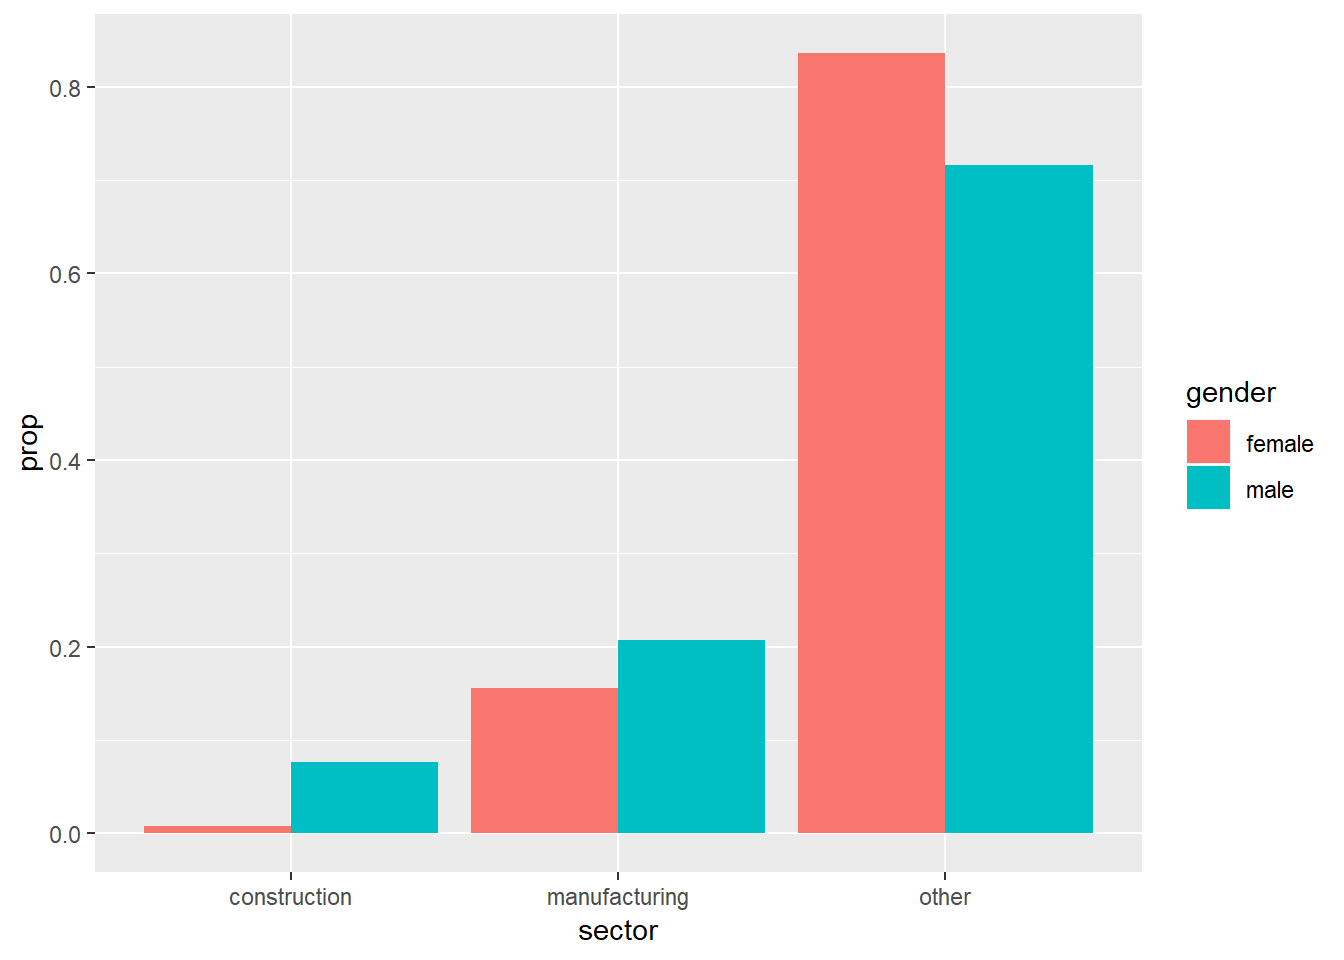 0.8
0.6
0.4
0.2
0.0
prop
construction
manufacturing
other
sector
gender
female
male